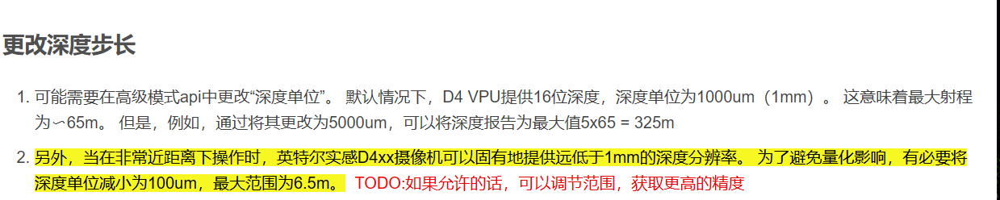 更改深度步长
1. 可能需要在高级模式api中更改“深度单位”。 默认情况下，D4 VPU提供16位深度，深度单位为1000um（1mm）。 这意味着最大射程
为〜65m。 但是，例如，通过将其更改为5000um，可以将深度报告为最大值5x65 = 325m
2. 另外，当在非常近距离下操作时，英特尔实感D4xx摄像机可以固有地提供远低于1mm的深度分辨率。 为了避免量化影响，有必要将
深度单位减小为100um，最大范围为6.5m。 TODO:如果允许的话，可以调节范围，获取更高的精度